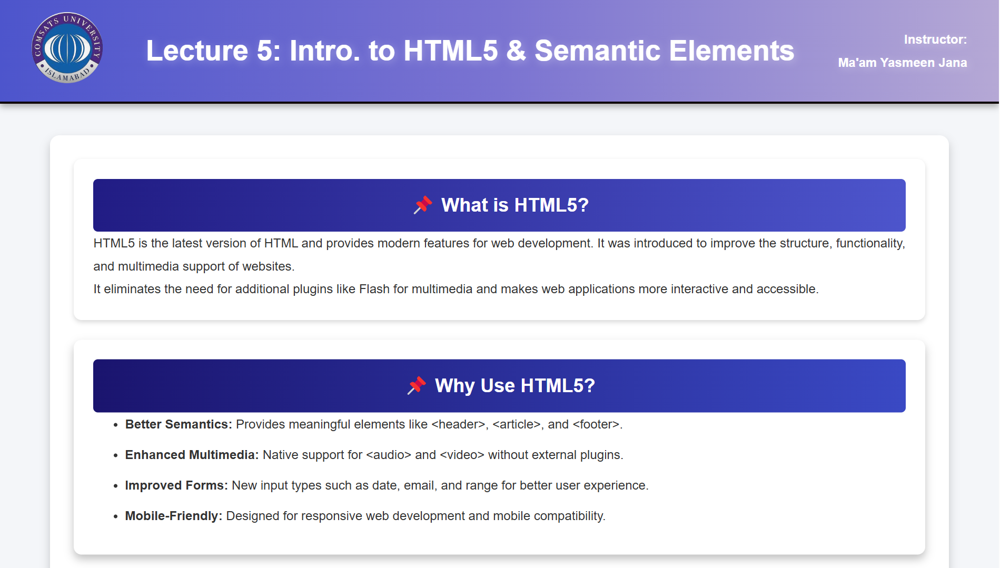 COMSATS UNIVERSITY
ISLAMABAD
Lecture 5: Intro. to HTML5 & Semantic Elements
Instructor:
Ma'am Yasmeen Jana
📌 What is HTML5?
HTML5 is the latest version of HTML and provides modern features for web development. It was introduced to improve the structure, functionality,
and multimedia support of websites.
It eliminates the need for additional plugins like Flash for multimedia and makes web applications more interactive and accessible.
📌 Why Use HTML5?
• Better Semantics: Provides meaningful elements like <header>, <article>, and <footer>.
• Enhanced Multimedia: Native support for <audio> and <video> without external plugins.
• Improved Forms: New input types such as date, email, and range for better user experience.
• Mobile-Friendly: Designed for responsive web development and mobile compatibility.